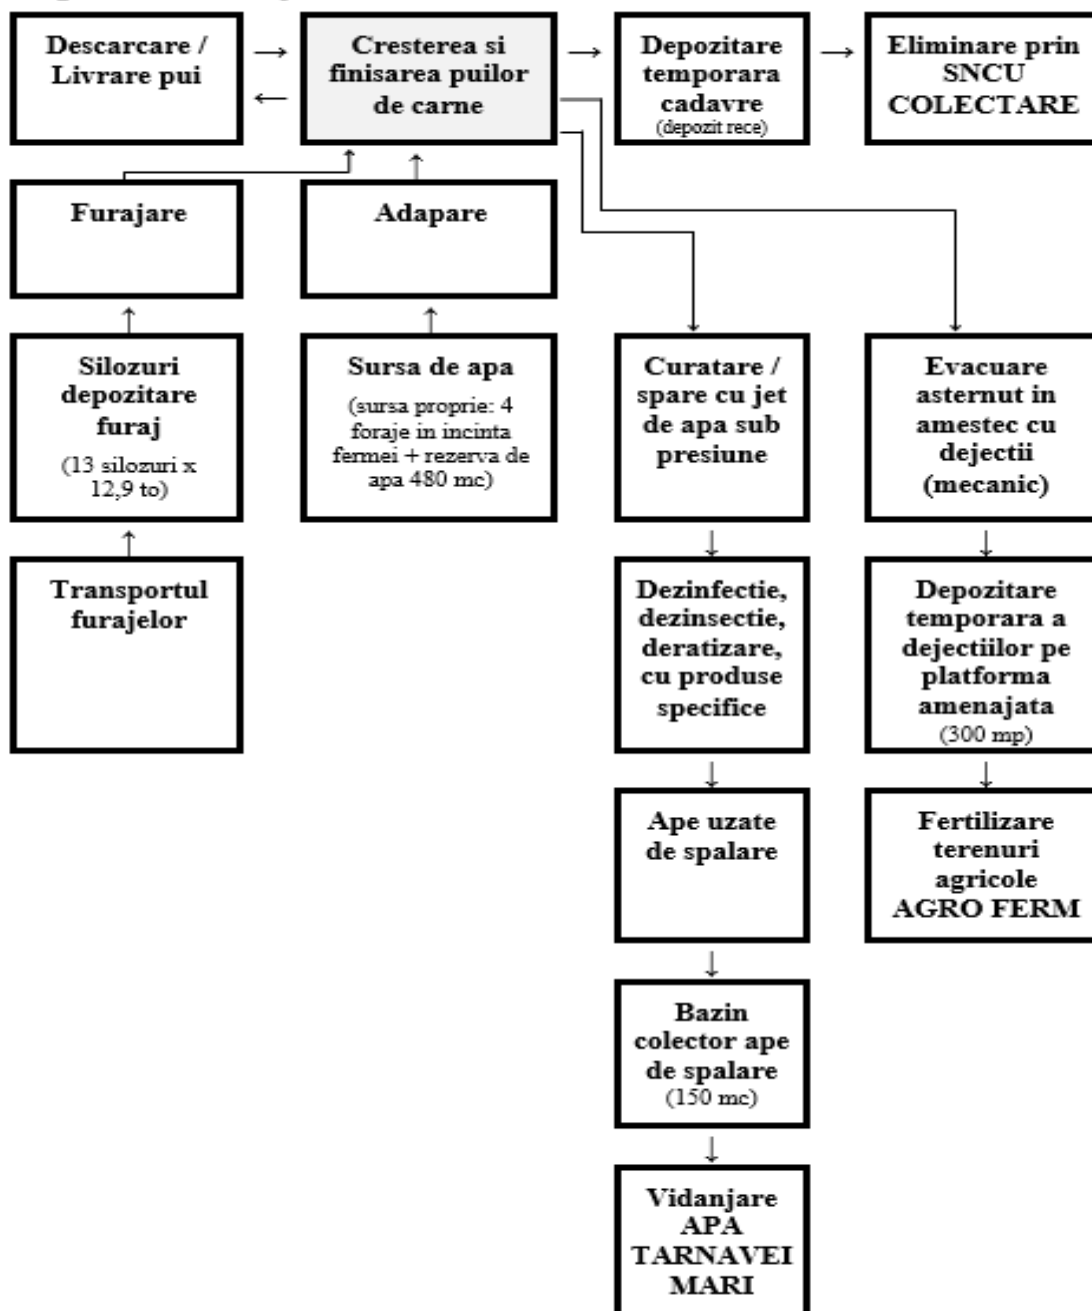 Descarcare /
Livrare pui
Cresterea si
finisarea puilor
de carne
Depozitare
temporara
cadavre
(depozit rece)
Eliminare prin
SNCU
COLECTARE
Furajare
Adapare
Silozuri
depozitare
furaj
(13 silozuri x
12,9 to)
Sursa de apa
(sursa proprie: 4
foraje in incinta
fermei + rezerva de
apa 480 mc)
Curatare /
spare cu jet
de apa sub
presiune
Evacuare
asternut in
amestec cu
dejectii
(mecanic)
Transportul
furajelor
Dezinfectie,
dezinsectie,
deratizare,
cu produse
specifice
Depozitare
temporara a
dejectiilor pe
platforma
amenajata
(300 mp)
Ape uzate
de spalare
Fertilizare
terenuri
agricole
AGRO FERM
Bazin
colector ape
de spalare
(150 mc)
Vidanjare
APA
TARNAVEI
MARI